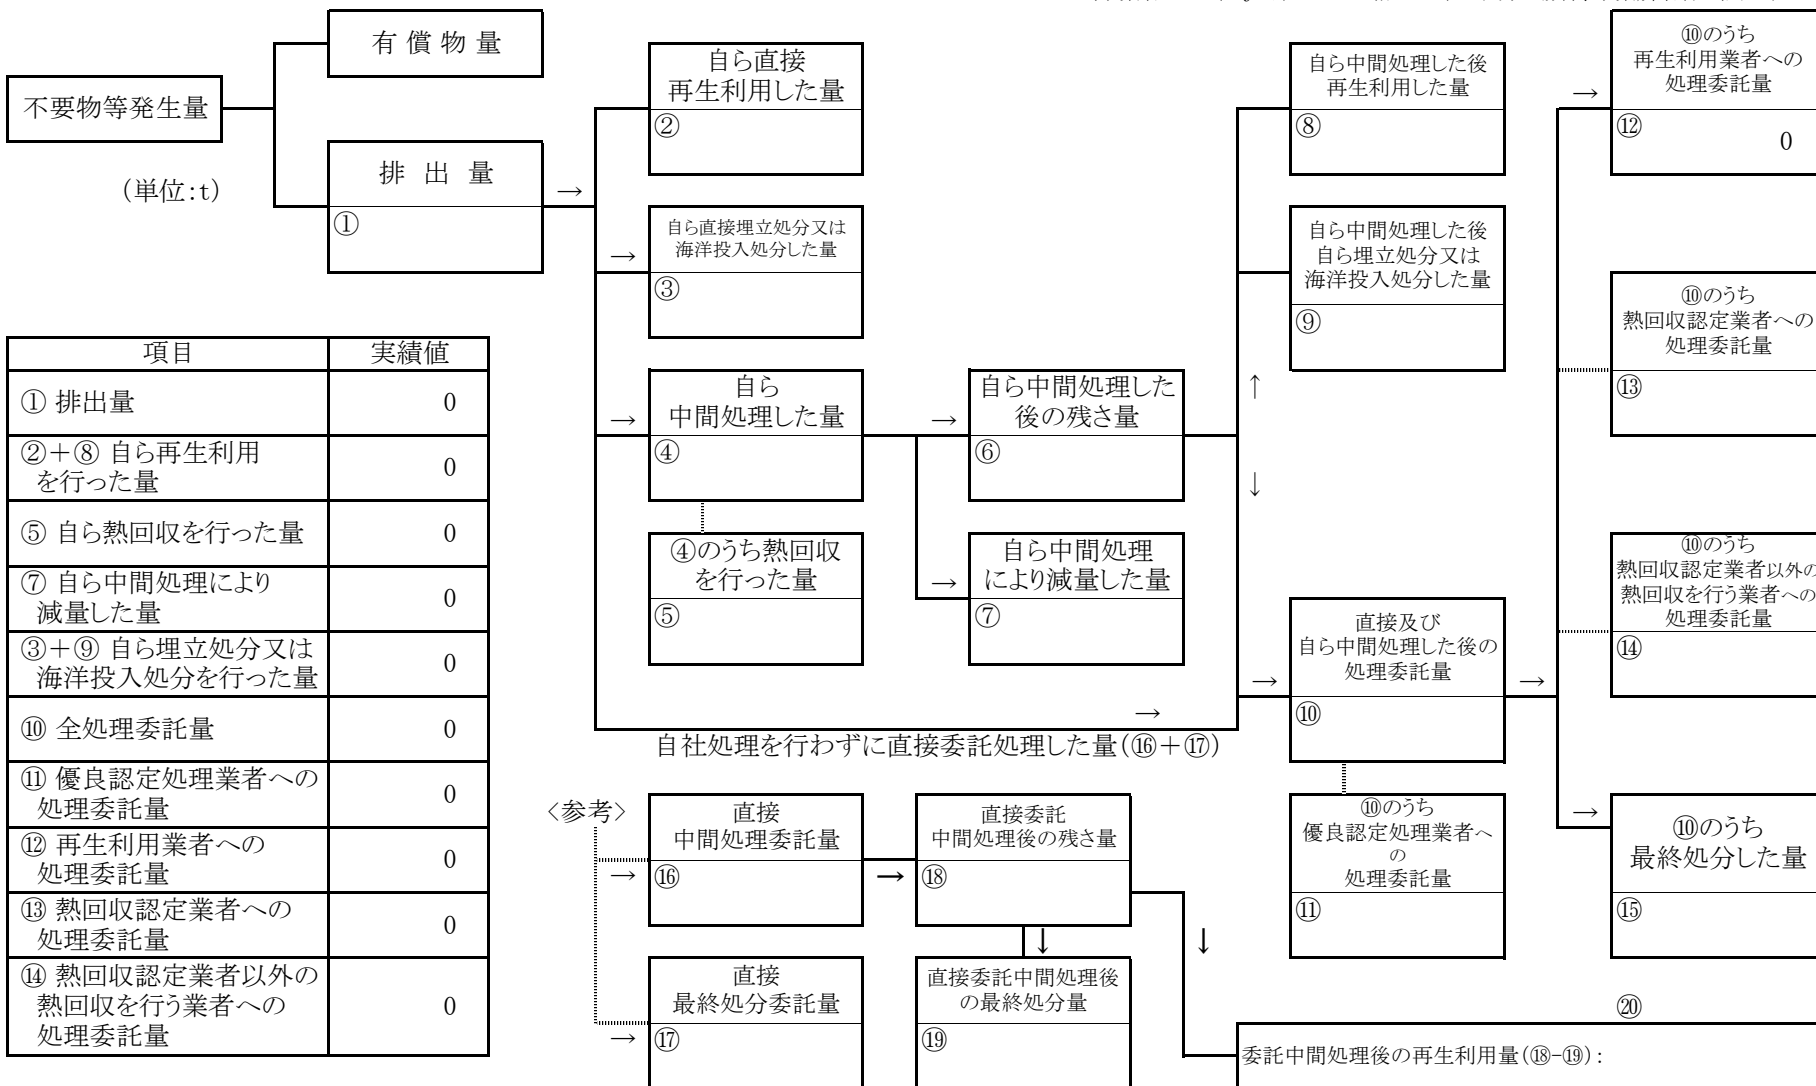 有 償 物 量
不要物等発生量
排 出 量
①
(単位:t)
→
自ら直接
再生利用した量
②
→
自ら直接埋立処分又は
海洋投入処分した量
③
→
自ら
中間処理した量
④
④のうち熱回収
を行った量
⑤
→
自ら中間処理した
後の残さ量
⑥
→
自ら中間処理
により減量した量
⑦
自ら中間処理した後
再生利用した量
⑧
自ら中間処理した後
自ら埋立処分又は
海洋投入処分した量
⑨
↑
↓
→
直接及び
自ら中間処理した後の
処理委託量
⑩
⑩のうち
優良認定処理業者へ
の
処理委託量
⑪
→
→
⑩のうち
再生利用業者への
処理委託量
⑫
0
⑩のうち
熱回収認定業者への
処理委託量
⑬
⑩のうち
熱回収認定業者以外の
熱回収を行う業者への
処理委託量
⑭
→
⑩のうち
最終処分した量
⑮
→
自社処理を行わずに直接委託処理した量(⑯+⑰)
項目 実績値
① 排出量 0
②+⑧ 自ら再生利用
を行った量 0
⑤ 自ら熱回収を行った量 0
⑦ 自ら中間処理により
減量した量 0
③+⑨ 自ら埋立処分又は
海洋投入処分を行った量 0
⑩ 全処理委託量 0
⑪ 優良認定処理業者への
処理委託量 0
⑫ 再生利用業者への
処理委託量 0
⑬ 熱回収認定業者への
処理委託量 0
⑭ 熱回収認定業者以外の
熱回収を行う業者への
処理委託量 0
<参考>
→
直接
中間処理委託量
⑯
→
直接委託
中間処理後の残さ量
⑱
↓
↓
→
直接
最終処分委託量
⑰
直接委託中間処理後
の最終処分量
⑲
⑳
委託中間処理後の再生利用量(⑱-⑲):